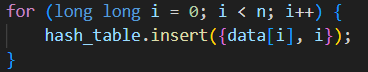 for (long long i = 0; i < n; i++) {
    hash_table.insert({data[i], i});
}